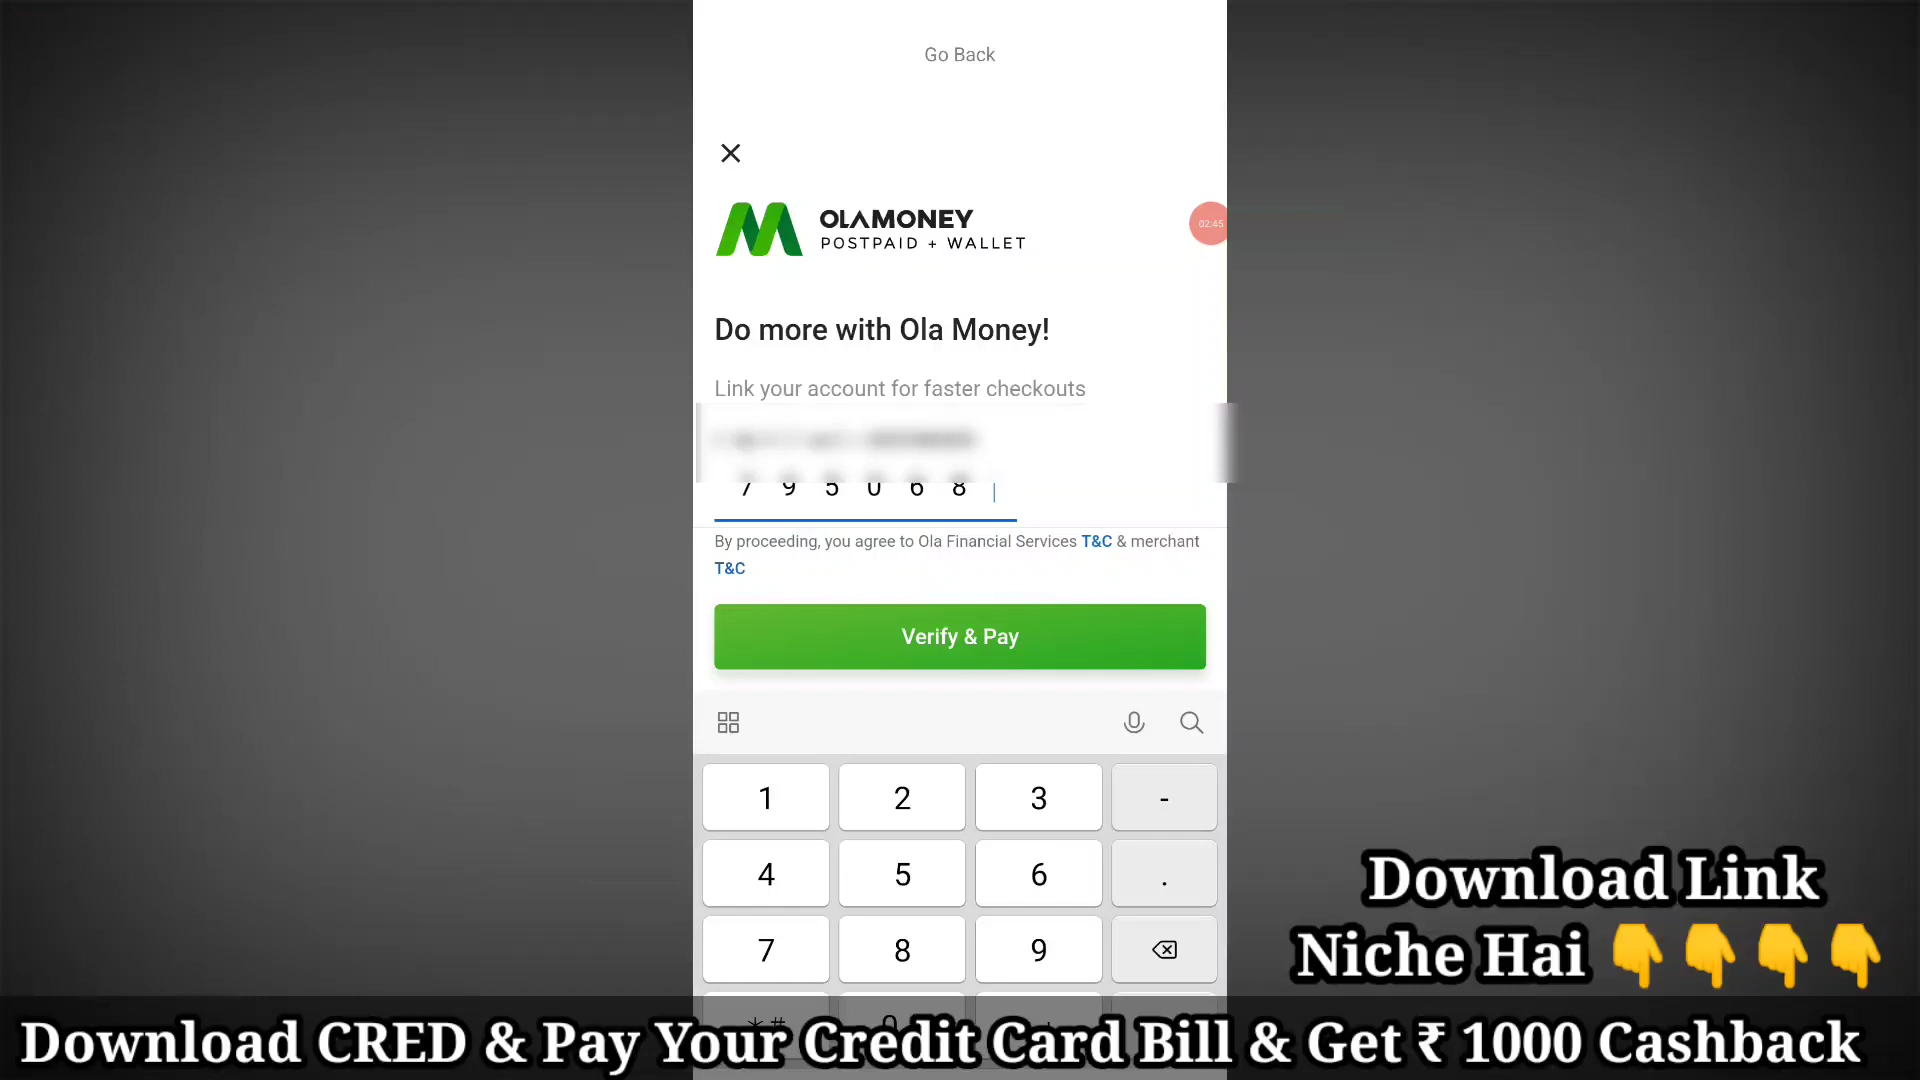 Go Back
OLAMONEY
POSTPAID + WALLET
02:45
Do more with Ola Money!
Link your account for faster checkouts
7 9 5 0 6 8
By proceeding, you agree to Ola Financial Services T&C & merchant
T&C
Verify & Pay
1 2 3 -
4 5 6 .
7 8 9
Download Link
Niche Hai 👇👇👇👇
Download CRED & Pay Your Credit Card Bill & Get ₹ 1000 Cashback